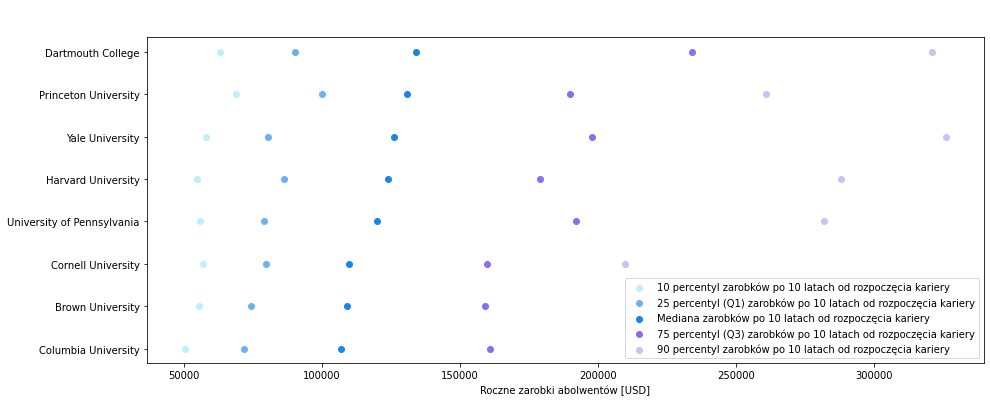 Dartmouth College
Princeton University
Yale University
Harvard University
University of Pennsylvania
Cornell University
Brown University
Columbia University
10 percentyl zarobków po 10 latach od rozpoczęcia kariery
25 percentyl (Q1) zarobków po 10 latach od rozpoczęcia kariery
Mediana zarobków po 10 latach od rozpoczęcia kariery
75 percentyl (Q3) zarobków po 10 latach od rozpoczęcia kariery
90 percentyl zarobków po 10 latach od rozpoczęcia kariery
50000 100000 150000 200000 250000 300000
Roczne zarobki abolwentów [USD]